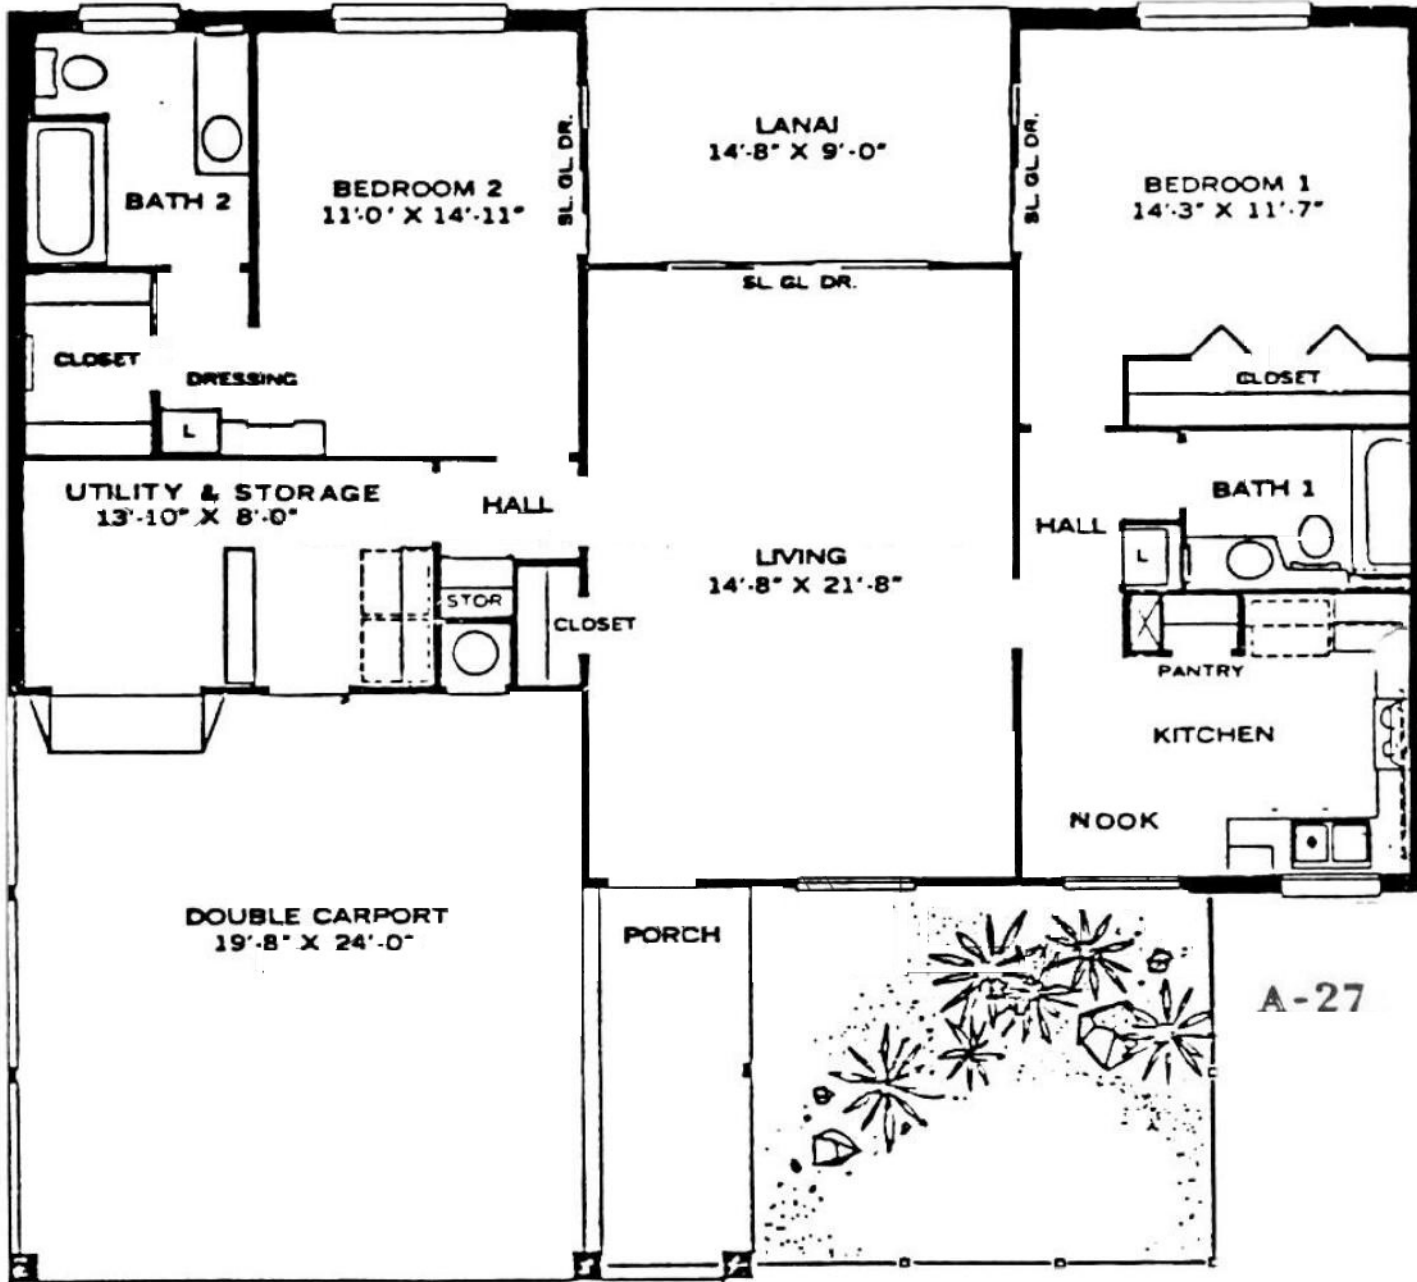 LANAI
14'-8" X 9'-0"
SL. GL. DR.
SL. GL. DR.
BEDROOM 2
11'-0' X 14'-11"
BEDROOM 1
14'-3" X 11'-7"
BATH 2
SL. GL. DR.
CLOSET
DRESSING
CLOSET
L
UTILITY & STORAGE
13'-10" X 8'-0"
HALL
BATH 1
HALL
LIVING
14'-8" X 21'-8"
L
STOR
CLOSET
PANTRY
KITCHEN
NOOK
DOUBLE CARPORT
19'-8" X 24'-0"
PORCH
A-27